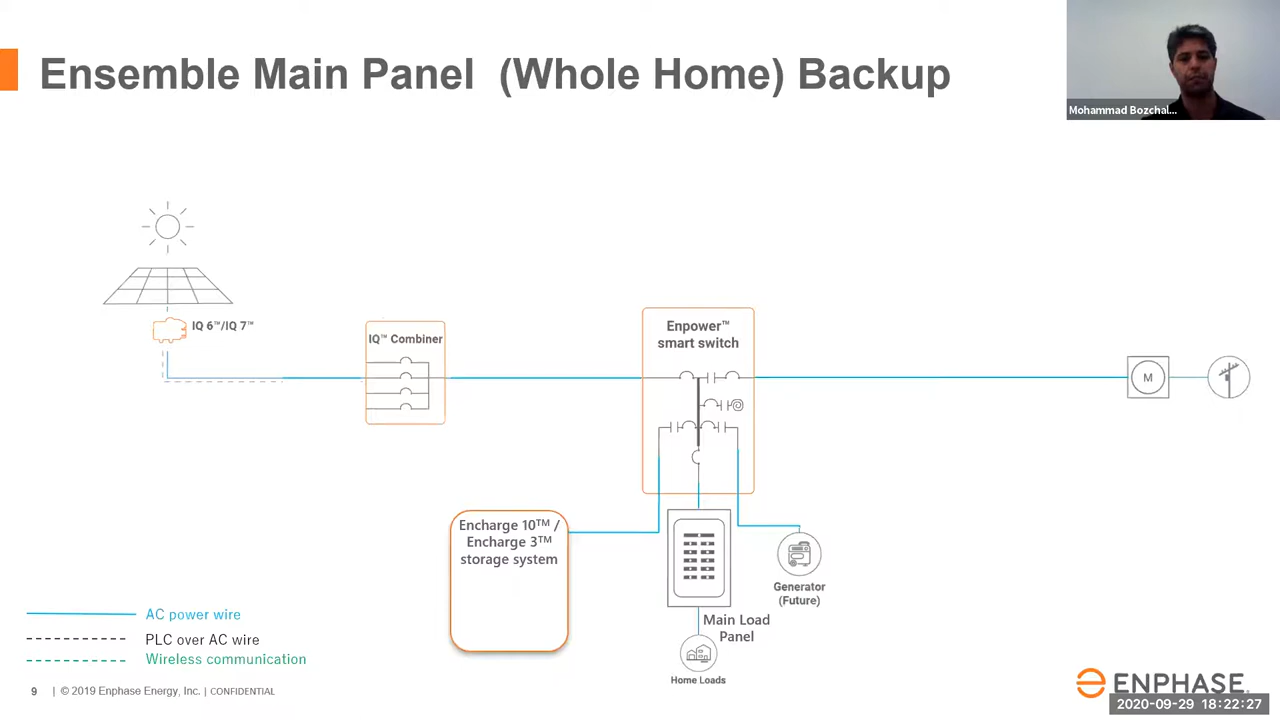 Ensemble Main Panel (Whole Home) Backup
Mohammad Bozchal...
IQ 6™/IQ 7™
IQ™ Combiner
Enpower™
smart switch
M
Encharge 10™ /
Encharge 3™
storage system
Generator
(Future)
Main Load
Panel
Home Loads
AC power wire
PLC over AC wire
Wireless communication
9 | © 2019 Enphase Energy, Inc. | CONFIDENTIAL
ENPHASE.
2020-09-29 18:22:27